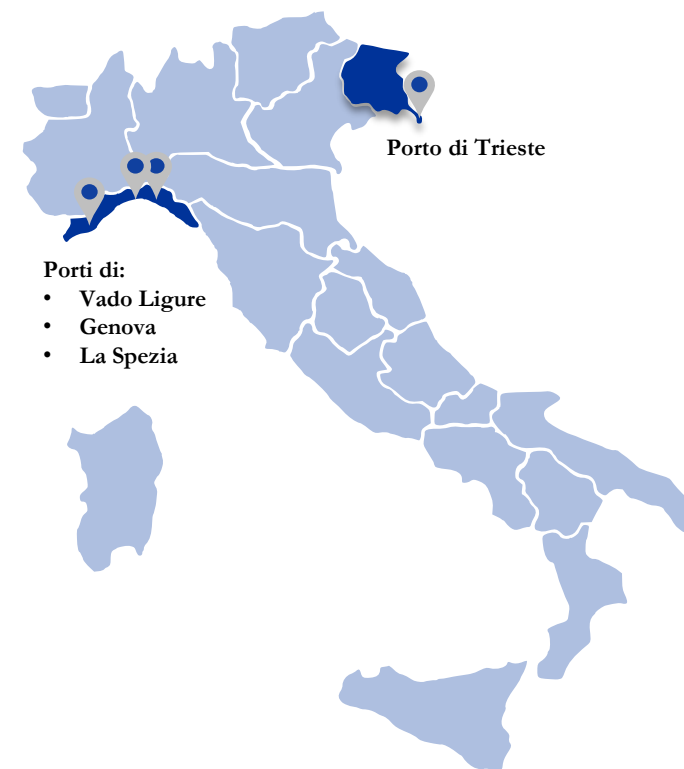 Porto di Trieste
Porti di:
• Vado Ligure
• Genova
• La Spezia